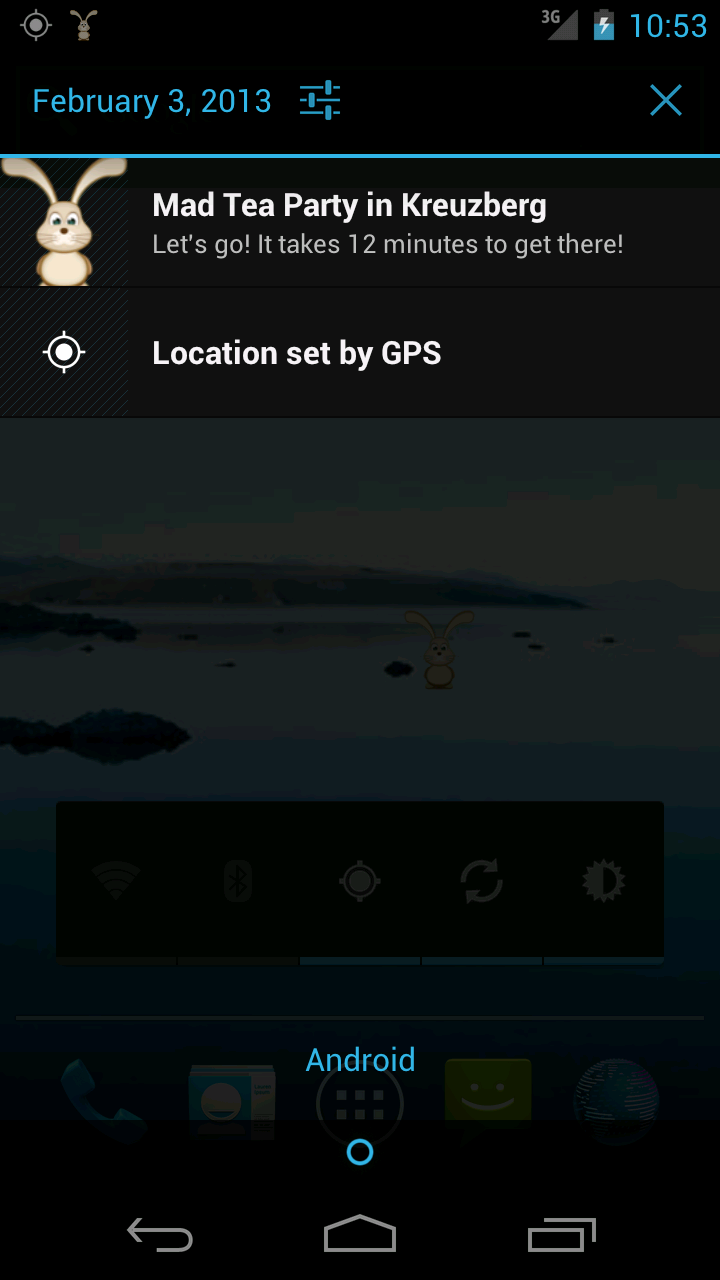 3G 10:53
February 3, 2013
Mad Tea Party in Kreuzberg
Let's go! It takes 12 minutes to get there!
Location set by GPS
Android